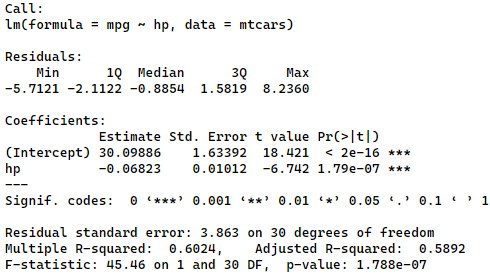 Call:
lm(formula = mpg ~ hp, data = mtcars)
Residuals:
    Min      1Q  Median      3Q     Max
-5.7121 -2.1122 -0.8854  1.5819  8.2360
Coefficients:
            Estimate Std. Error t value Pr(>|t|)
(Intercept) 30.09886    1.63392  18.421  < 2e-16 ***
hp          -0.06823    0.01012  -6.742 1.79e-07 ***
---
Signif. codes:  0 ‘***’ 0.001 ‘**’ 0.01 ‘*’ 0.05 ‘.’ 0.1 ‘ ’ 1
Residual standard error: 3.863 on 30 degrees of freedom
Multiple R-squared:  0.6024,    Adjusted R-squared:  0.5892
F-statistic: 45.46 on 1 and 30 DF,  p-value: 1.788e-07